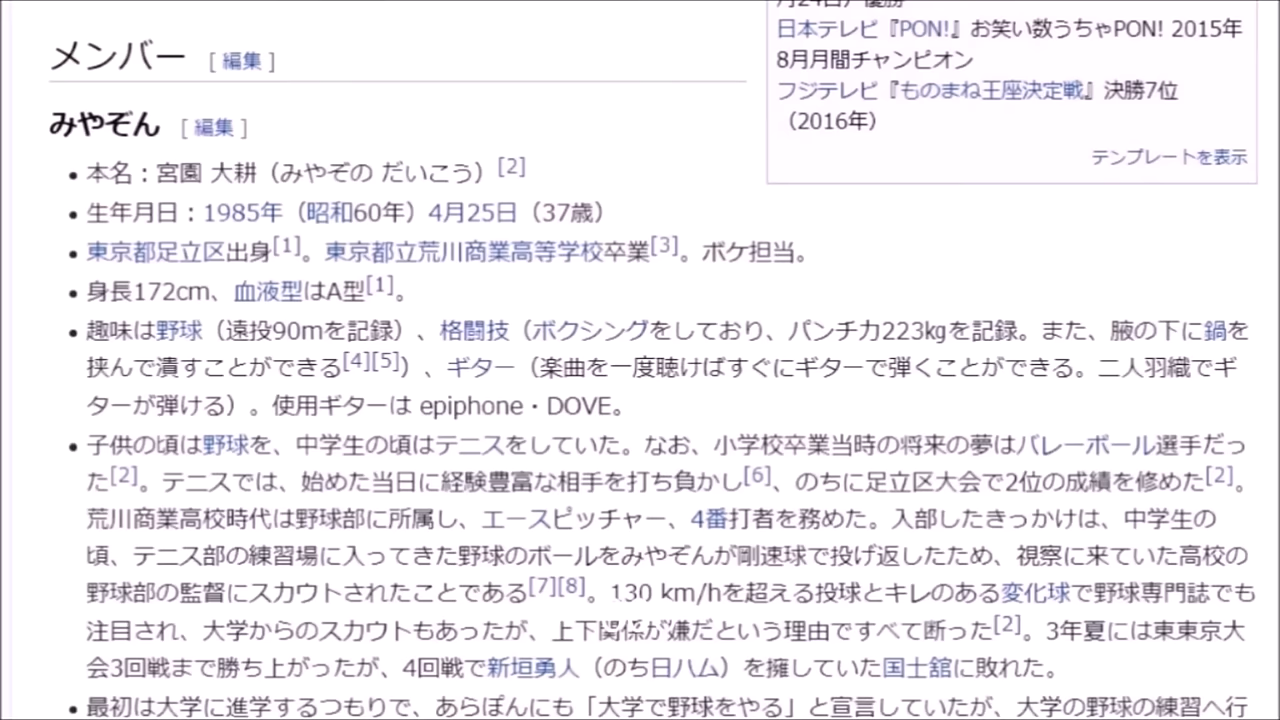 メンバー [ 編集 ]
みやぞん [ 編集 ]
• 本名：宮園 大耕（みやぞの だいこう）[2]
• 生年月日：1985年（昭和60年）4月25日（37歳）
• 東京都足立区出身[1]。東京都立荒川商業高等学校卒業[3]。ボケ担当。
• 身長172cm、血液型はA型[1]。
• 趣味は野球（遠投90mを記録）、格闘技（ボクシングをしており、パンチ力223kgを記録。また、腋の下に鍋を
挟んで潰すことができる[4][5]）、ギター（楽曲を一度聴けばすぐにギターで弾くことができる。二人羽織でギ
ターが弾ける）。使用ギターは epiphone・DOVE。
• 子供の頃は野球を、中学生の頃はテニスをしていた。なお、小学校卒業当時の将来の夢はバレーボール選手だっ
た[2]。テニスでは、始めた当日に経験豊富な相手を打ち負かし[6]、のちに足立区大会で2位の成績を修めた[2]。
荒川商業高校時代は野球部に所属し、エースピッチャー、4番打者を務めた。入部したきっかけは、中学生の
頃、テニス部の練習場に入ってきた野球のボールをみやぞんが剛速球で投げ返したため、視察に来ていた高校の
野球部の監督にスカウトされたことである[7][8]。130 km/hを超える投球とキレのある変化球で野球専門誌でも
注目され、大学からのスカウトもあったが、上下関係が嫌だという理由ですべて断った[2]。3年夏には東東京大
会3回戦まで勝ち上がったが、4回戦で新垣勇人（のち日ハム）を擁していた国士舘に敗れた。
• 最初は大学に進学するつもりで、あらぽんにも「大学で野球をやる」と宣言していたが、大学の野球の練習へ行
月24日）優勝
日本テレビ『PON!』お笑い数うちゃPON! 2015年
8月月間チャンピオン
フジテレビ『ものまね王座決定戦』決勝7位
（2016年）
テンプレートを表示